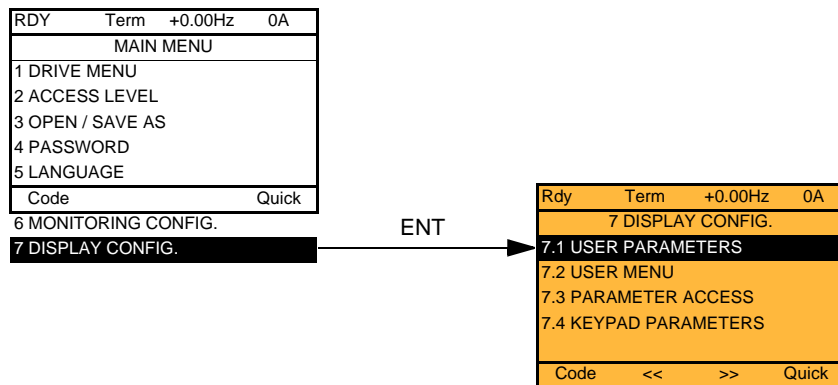 RDY Term +0.00Hz 0A
MAIN MENU
1 DRIVE MENU
2 ACCESS LEVEL
3 OPEN / SAVE AS
4 PASSWORD
5 LANGUAGE
Code Quick
6 MONITORING CONFIG.
7 DISPLAY CONFIG.
ENT
Rdy Term +0.00Hz 0A
7 DISPLAY CONFIG.
7.1 USER PARAMETERS
7.2 USER MENU
7.3 PARAMETER ACCESS
7.4 KEYPAD PARAMETERS
Code << >> Quick